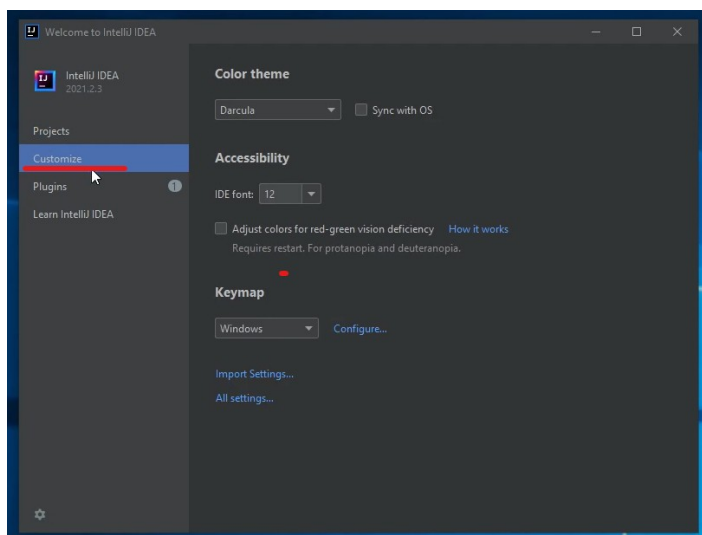 Welcome to IntelliJ IDEA
IntelliJ IDEA
2021.2.3
Projects
Customize
Plugins 1
Learn IntelliJ IDEA
Color theme
Darcula Sync with OS
Accessibility
IDE font: 12
Adjust colors for red-green vision deficiency How it works
Requires restart. For protanopia and deuteranopia.
Keymap
Windows Configure...
Import Settings...
All settings...